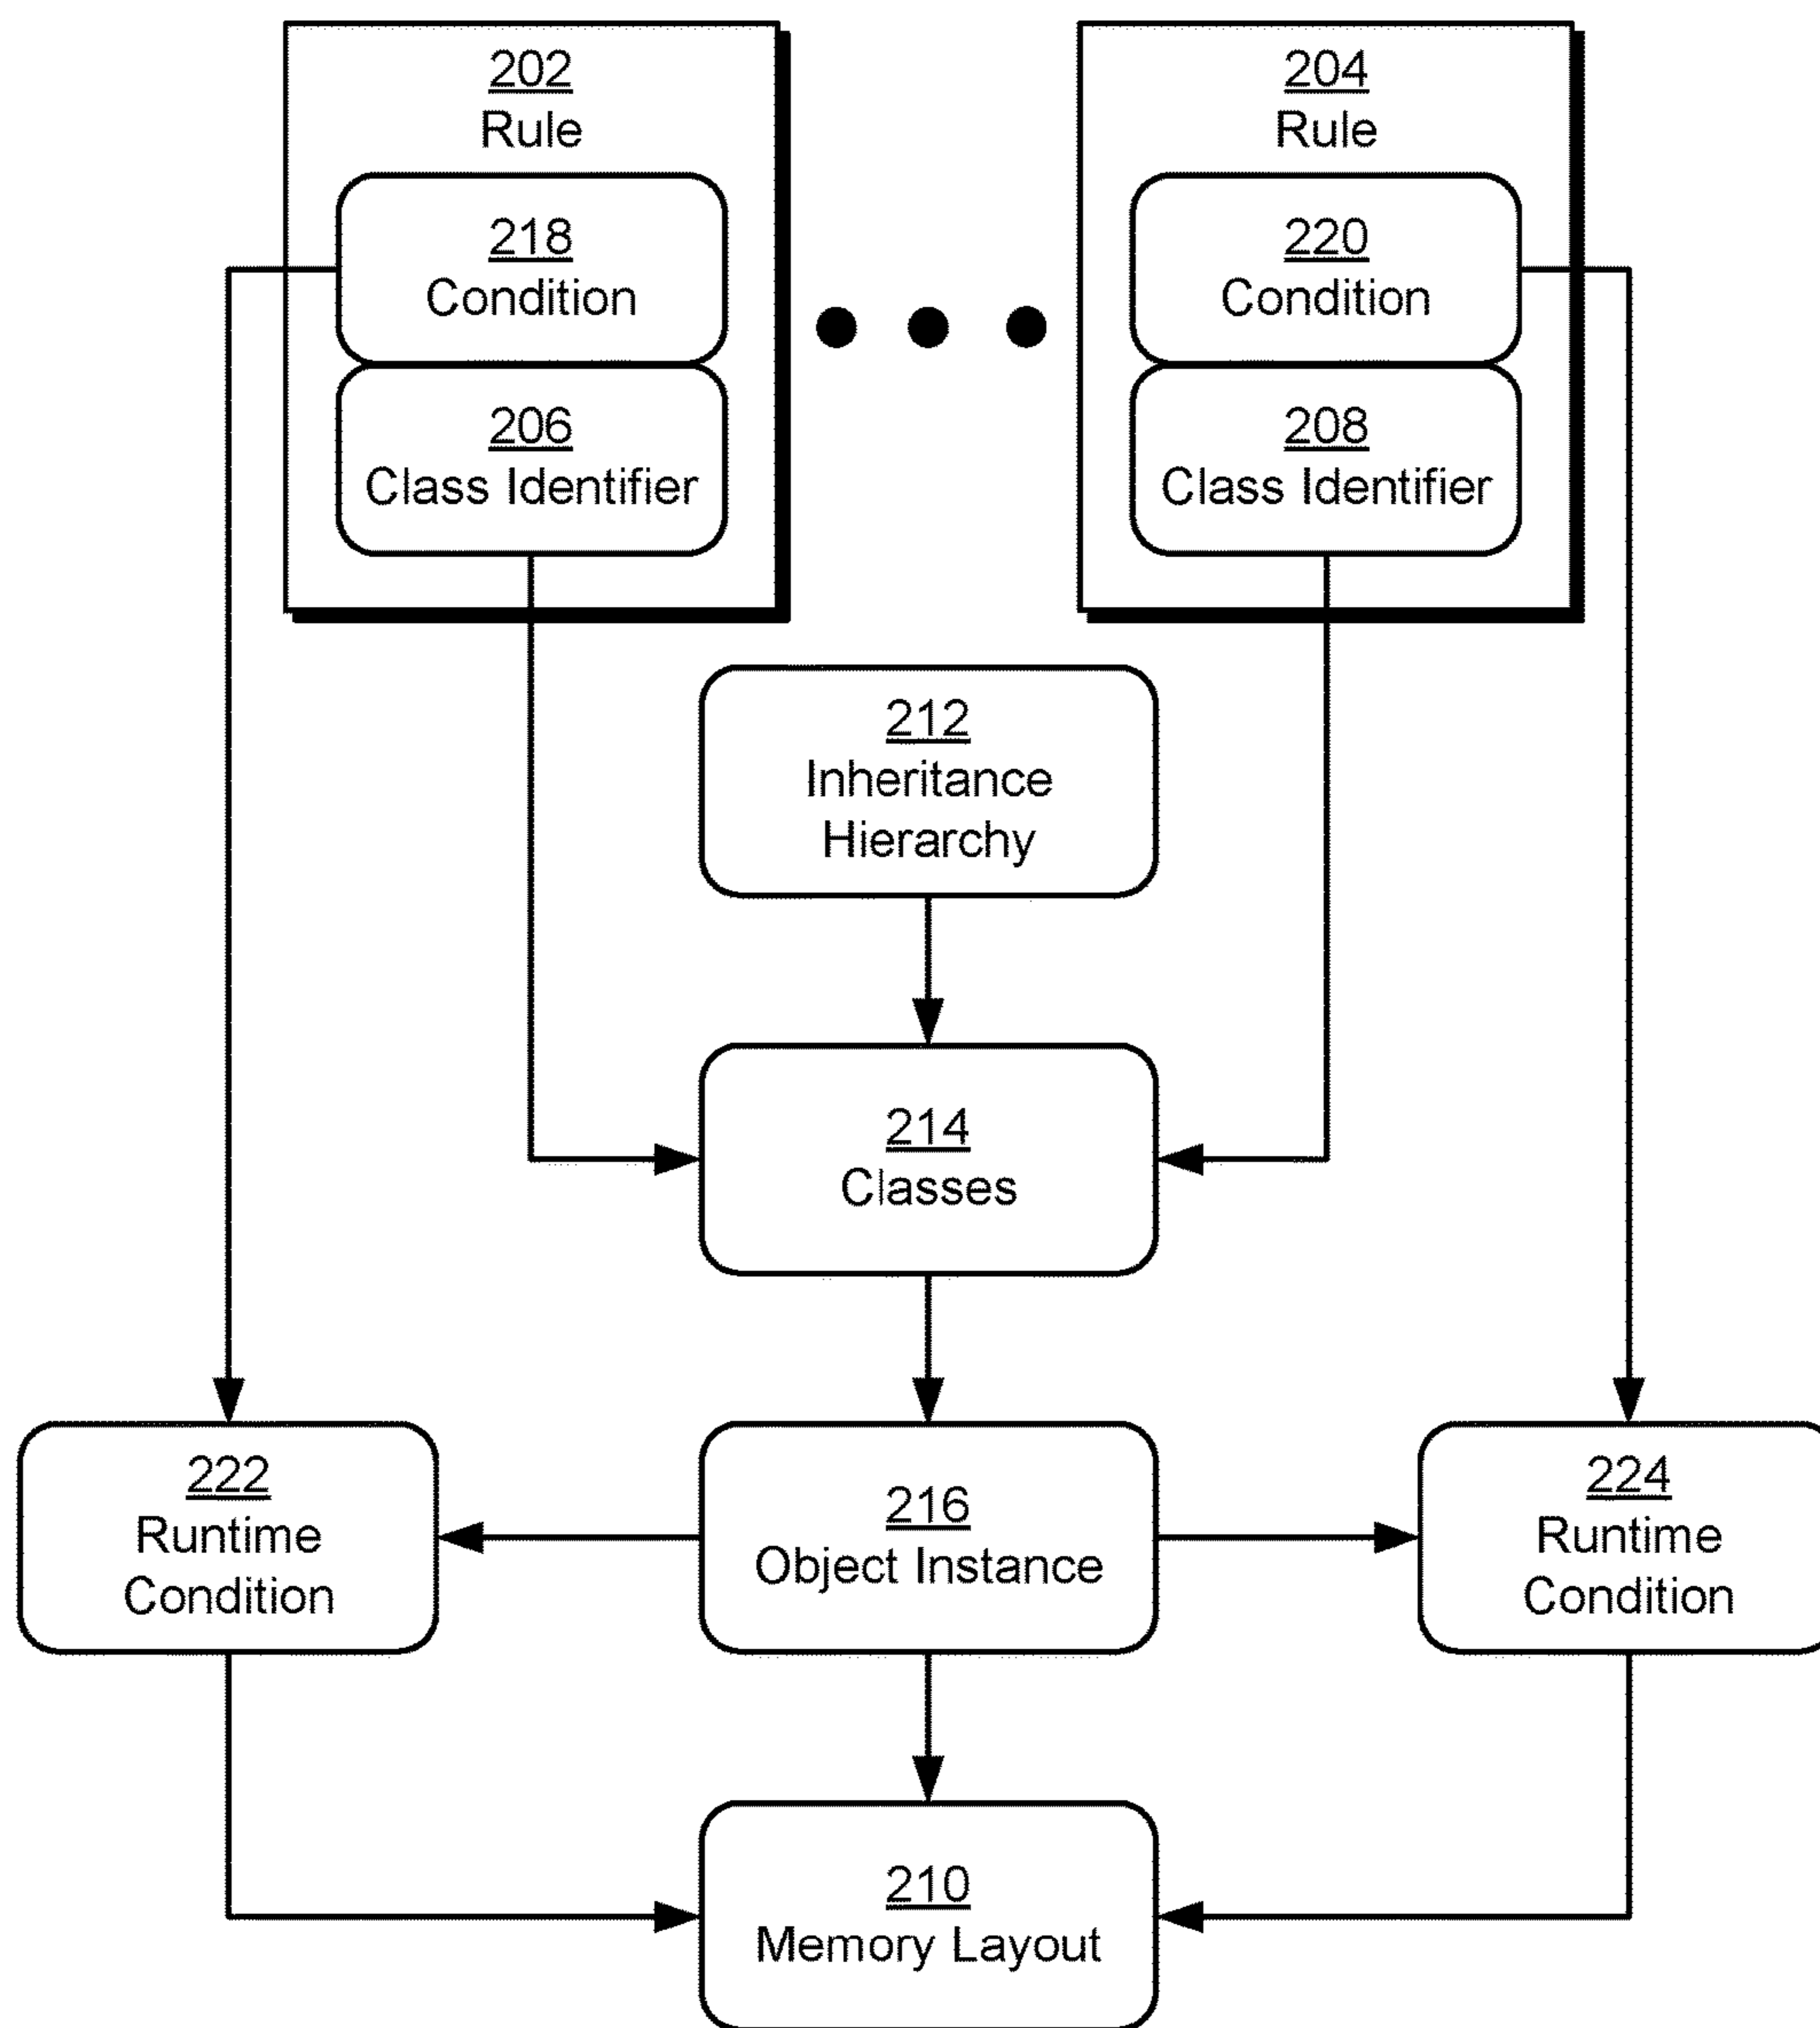 202
Rule
218
Condition
206
Class Identifier
204
Rule
220
Condition
208
Class Identifier
212
Inheritance
Hierarchy
214
Classes
222
Runtime
Condition
216
Object Instance
224
Runtime
Condition
210
Memory Layout